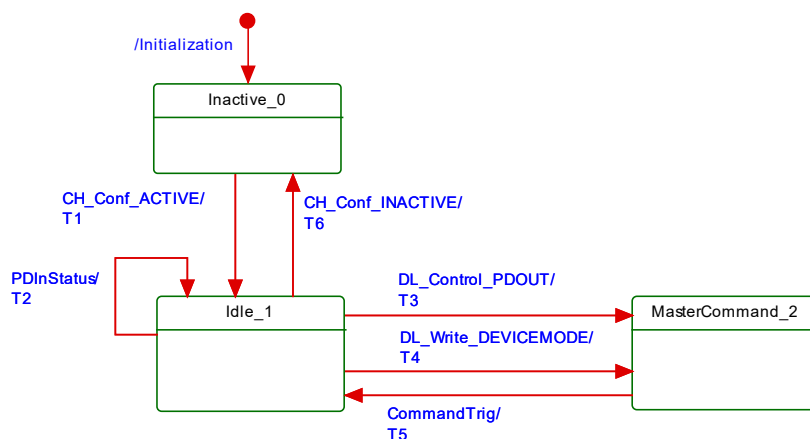 /Initialization
Inactive_0
CH_Conf_ACTIVE/
T1
CH_Conf_INACTIVE/
T6
PDInStatus/
T2
Idle_1
DL_Control_PDOUT/
T3
MasterCommand_2
DL_Write_DEVICEMODE/
T4
CommandTrig/
T5